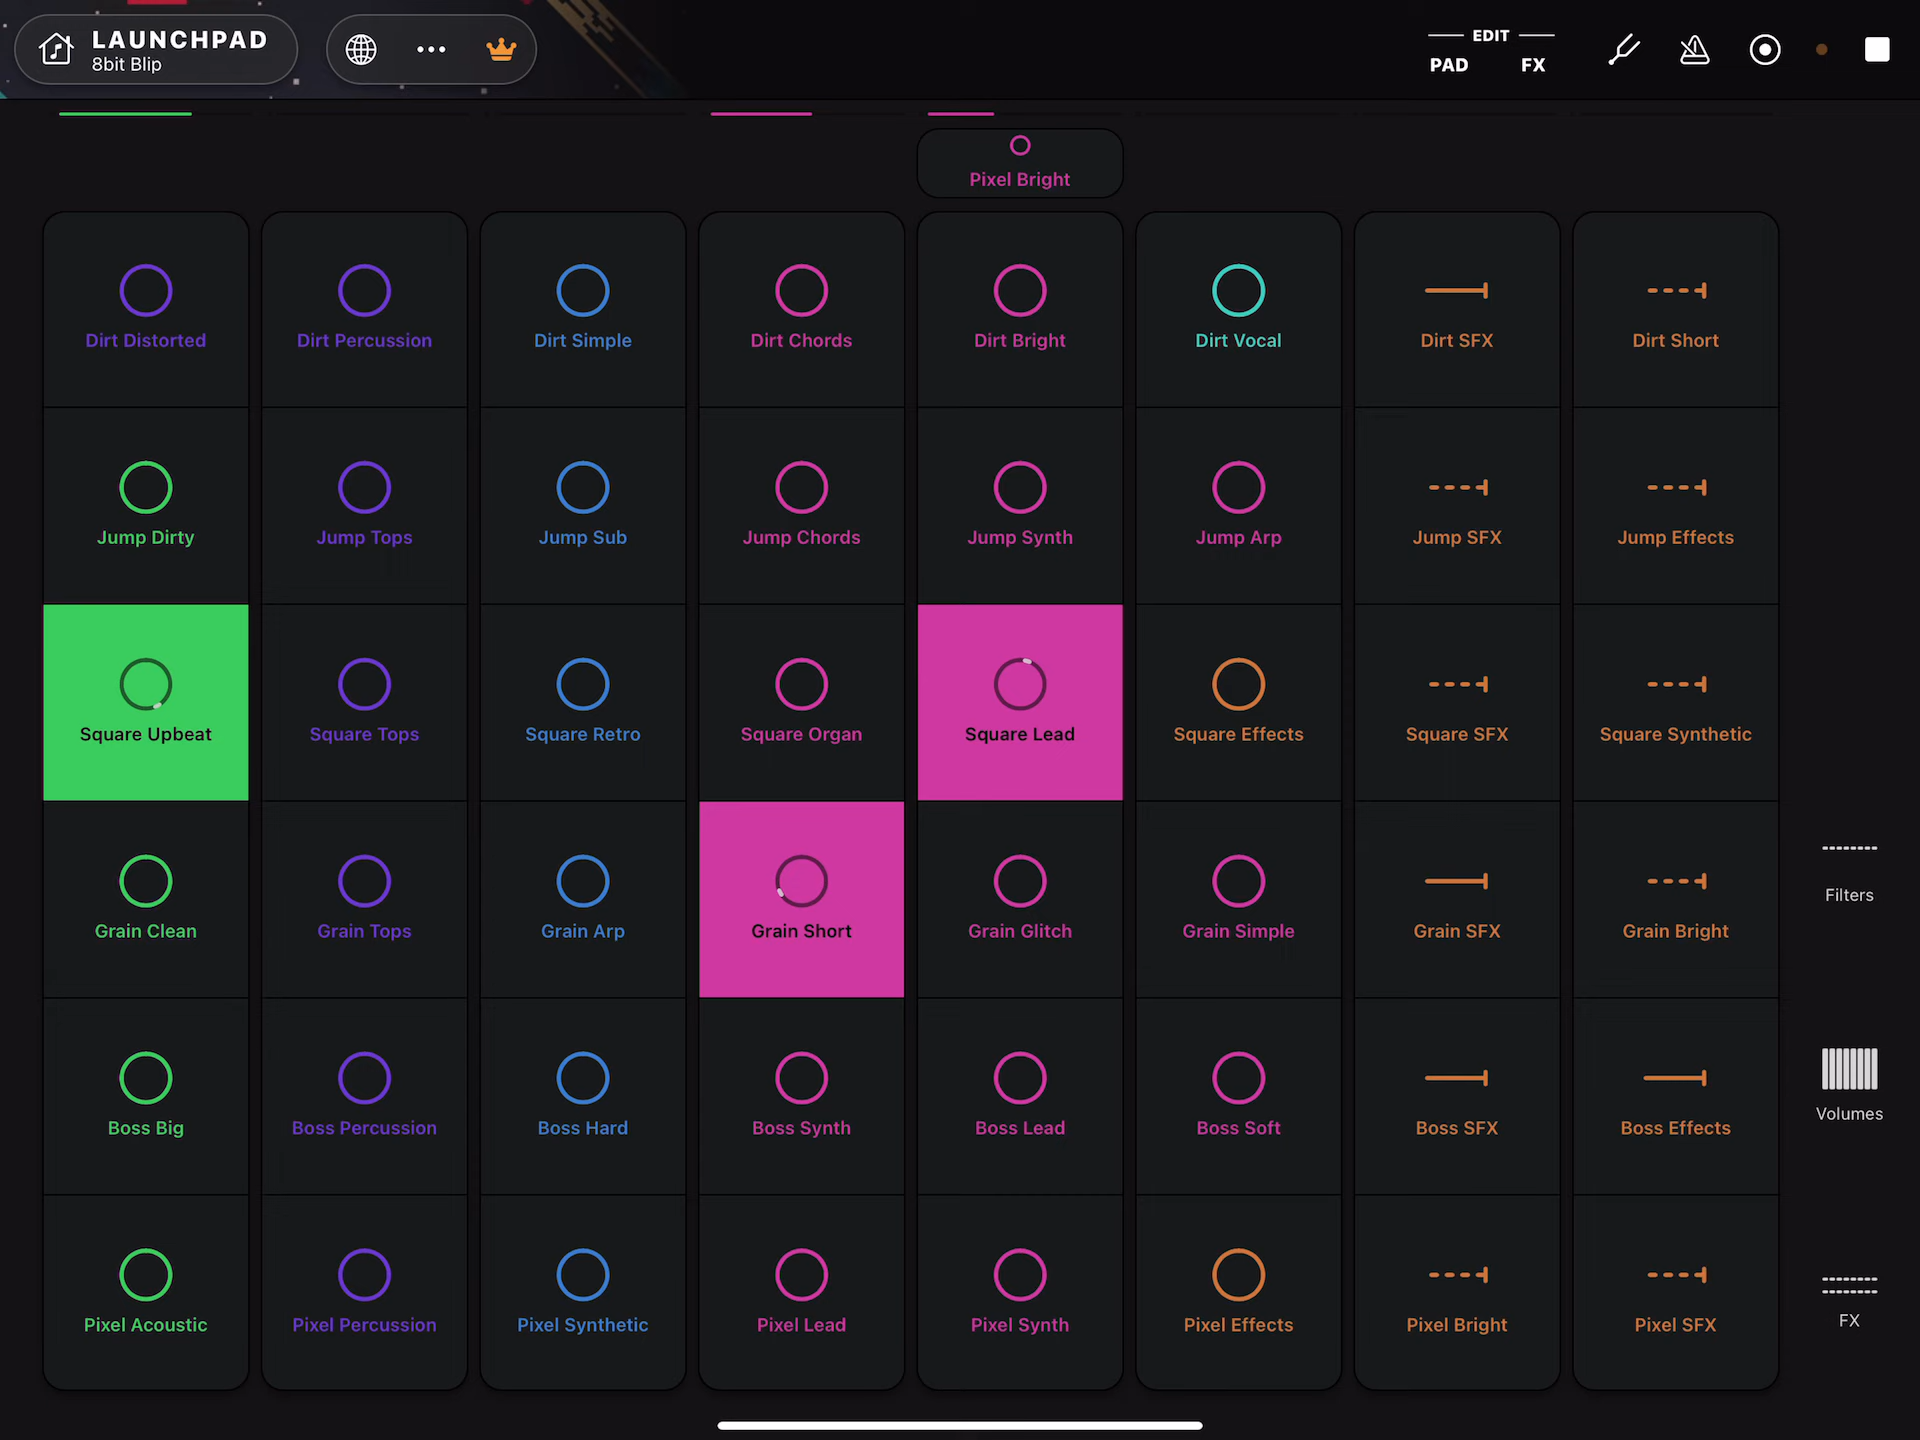 LAUNCHPAD
8bit Blip
EDIT
PAD FX
Pixel Bright
Dirt Distorted Dirt Percussion Dirt Simple Dirt Chords Dirt Bright Dirt Vocal Dirt SFX Dirt Short
Jump Dirty Jump Tops Jump Sub Jump Chords Jump Synth Jump Arp Jump SFX Jump Effects
Square Upbeat Square Tops Square Retro Square Organ Square Lead Square Effects Square SFX Square Synthetic
Grain Clean Grain Tops Grain Arp Grain Short Grain Glitch Grain Simple Grain SFX Grain Bright
Filters
Boss Big Boss Percussion Boss Hard Boss Synth Boss Lead Boss Soft Boss SFX Boss Effects
Volumes
Pixel Acoustic Pixel Percussion Pixel Synthetic Pixel Lead Pixel Synth Pixel Effects Pixel Bright Pixel SFX
FX